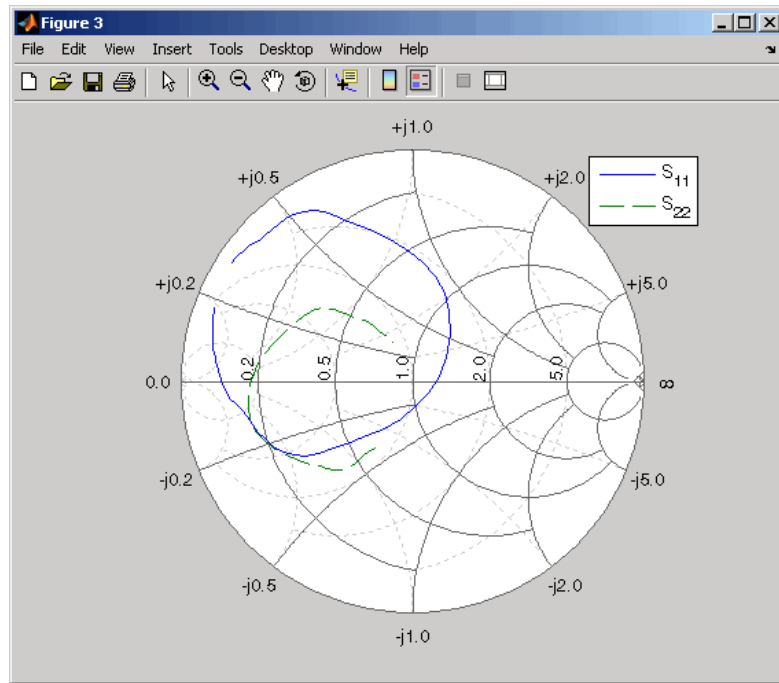 Figure 3
File Edit View Insert Tools Desktop Window Help
+j1.0
+j0.5
+j2.0
S11
S22
+j0.2
+j5.0
0.0
0.2
0.5
1.0
2.0
5.0
∞
-j0.2
-j5.0
-j0.5
-j2.0
-j1.0